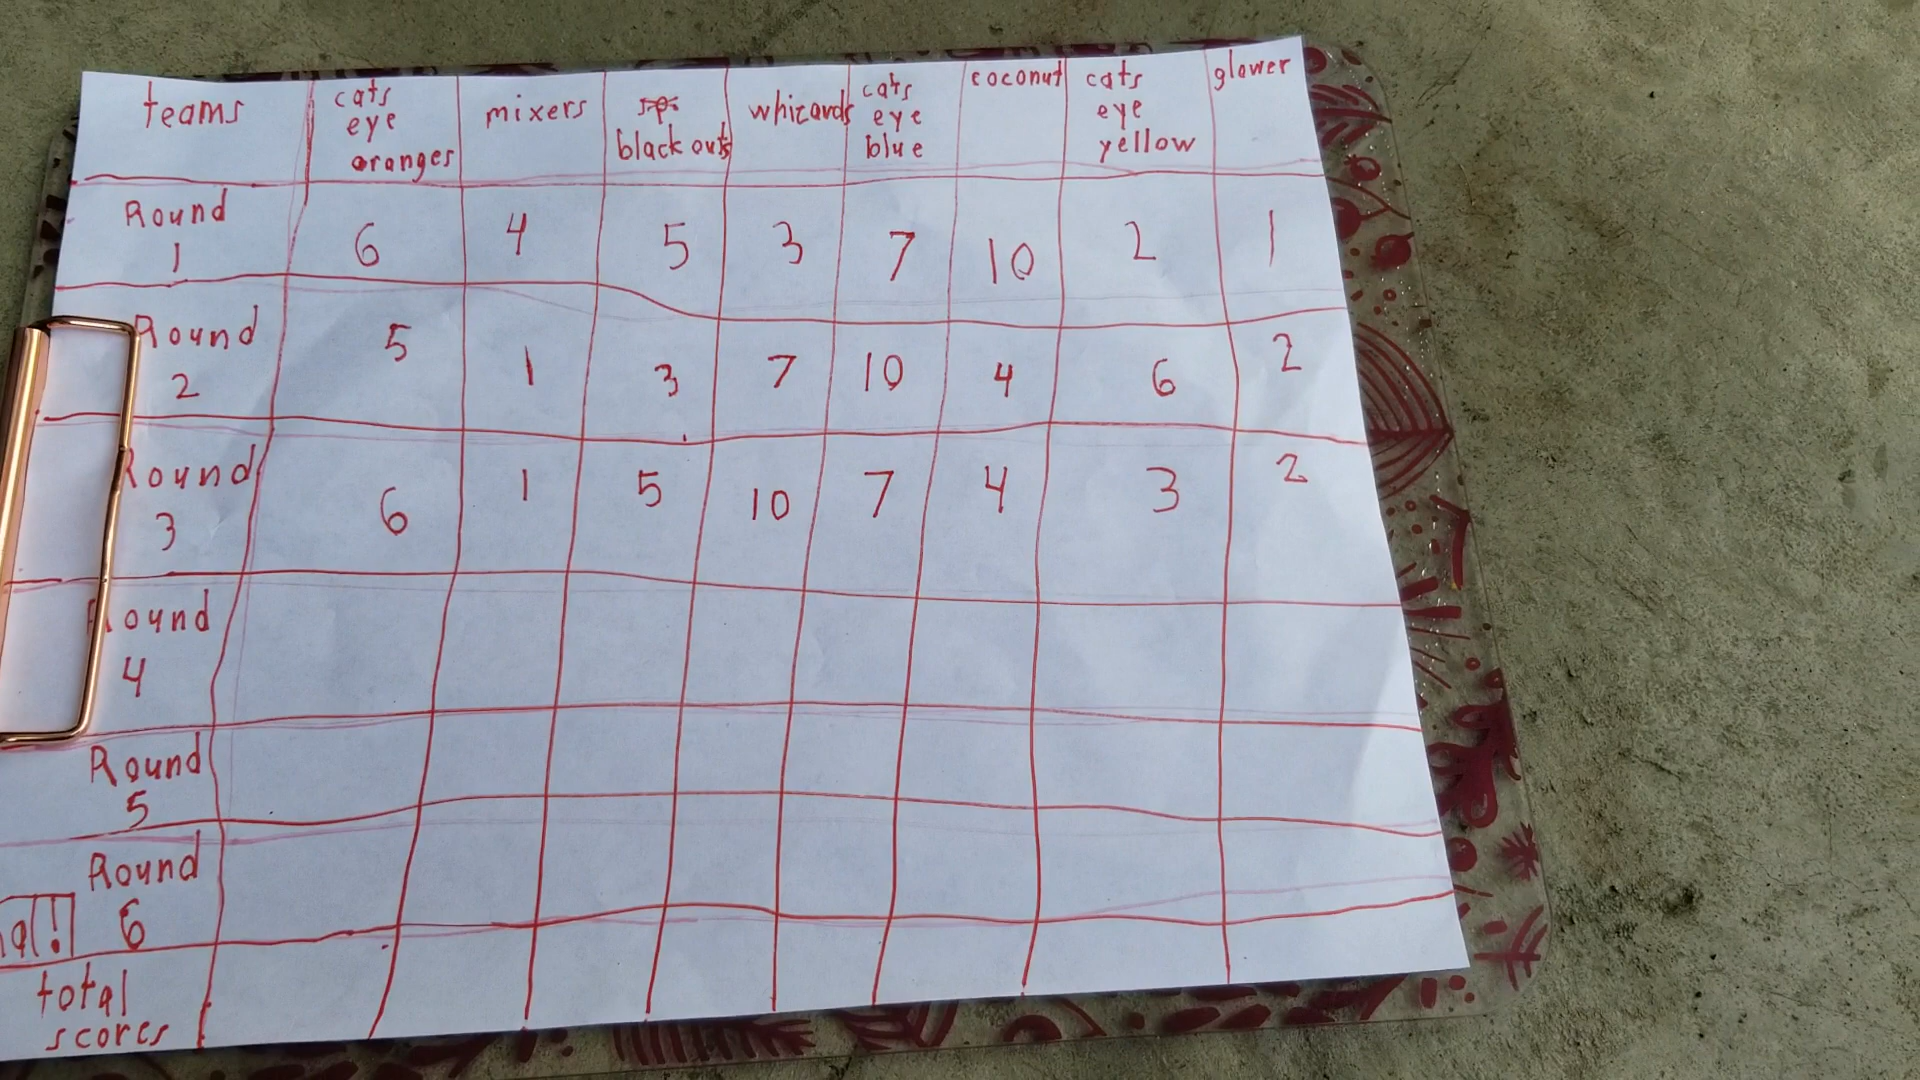 teams cats eye oranges mixers black outs whizards cats eye blue coconut cats eye yellow glower
Round 1 6 4 5 3 7 10 2 1
Round 2 5 1 3 7 10 4 6 2
Round 3 6 1 5 10 7 4 3 2
Round 4
Round 5
Round 6
total scores